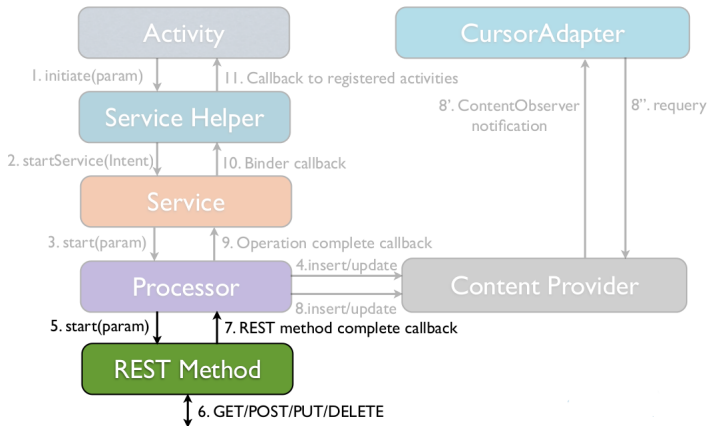 Activity
CursorAdapter
1. initiate(param)
11. Callback to registered activities
8'. ContentObserver
notification
8''. requery
Service Helper
2. startService(Intent)
10. Binder callback
Service
3. start(param)
9. Operation complete callback
4.insert/update
Processor
Content Provider
8.insert/update
5. start(param)
7. REST method complete callback
REST Method
6. GET/POST/PUT/DELETE